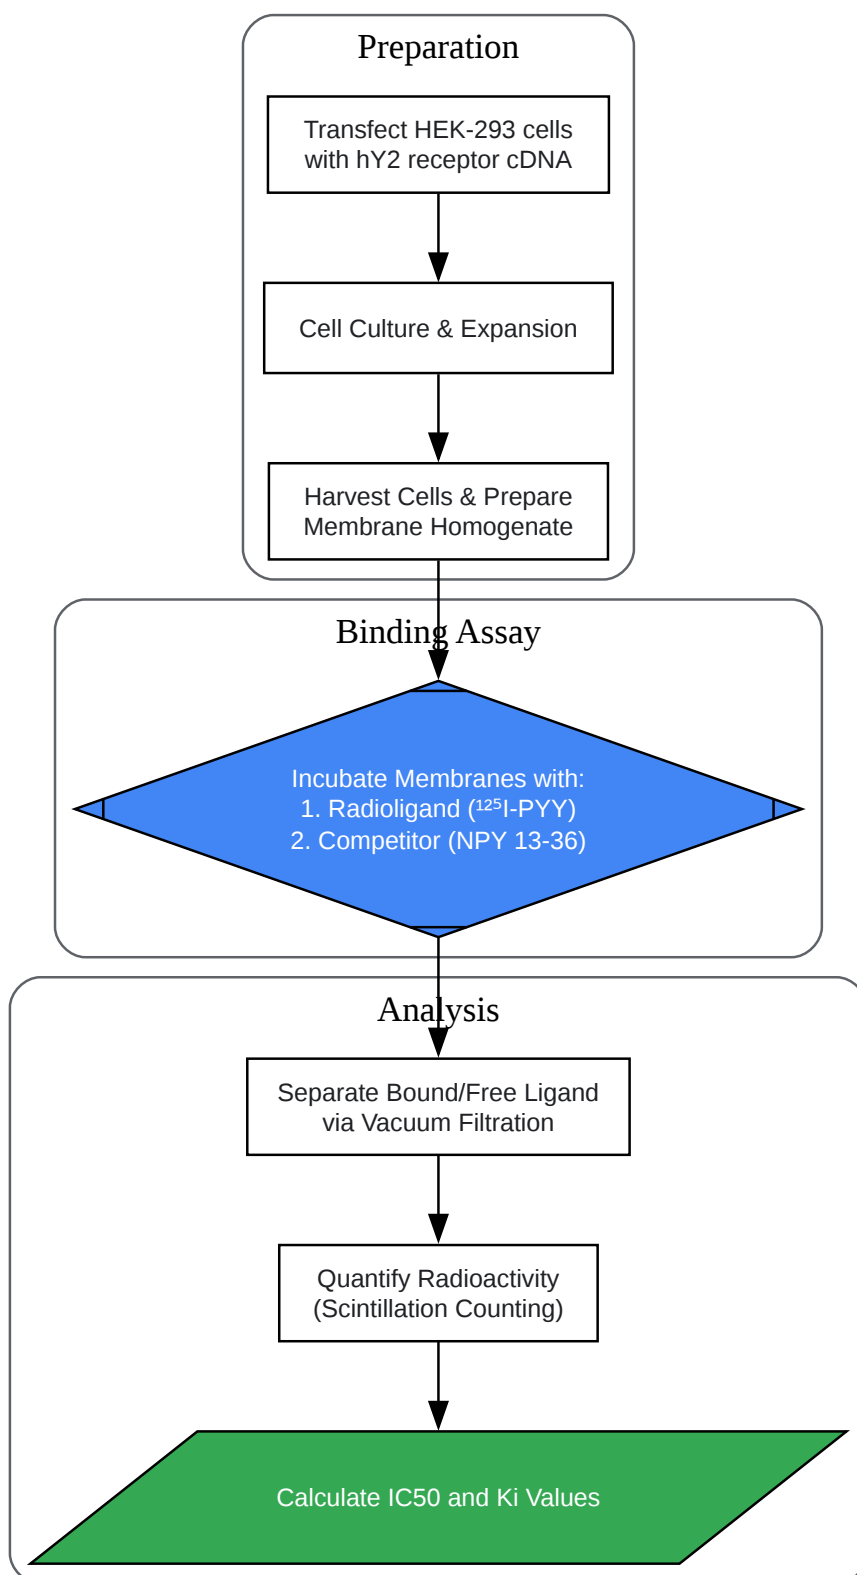 Preparation
Transfect HEK-293 cells
with hY2 receptor cDNA
Cell Culture & Expansion
Harvest Cells & Prepare
Membrane Homogenate
Binding Assay
Incubate Membranes with:
1. Radioligand (¹²⁵I-PYY)
2. Competitor (NPY 13-36)
Analysis
Separate Bound/Free Ligand
via Vacuum Filtration
Quantify Radioactivity
(Scintillation Counting)
Calculate IC50 and Ki Values